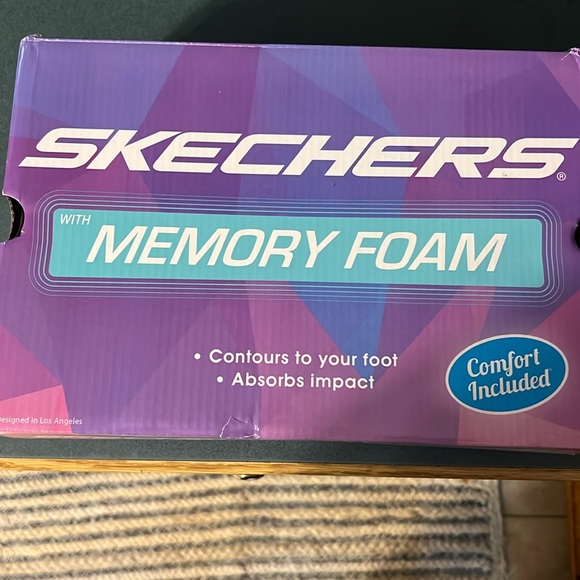 SKECHERS®
WITH
MEMORY FOAM
• Contours to your foot
• Absorbs impact
Comfort
Included
Designed in Los Angeles